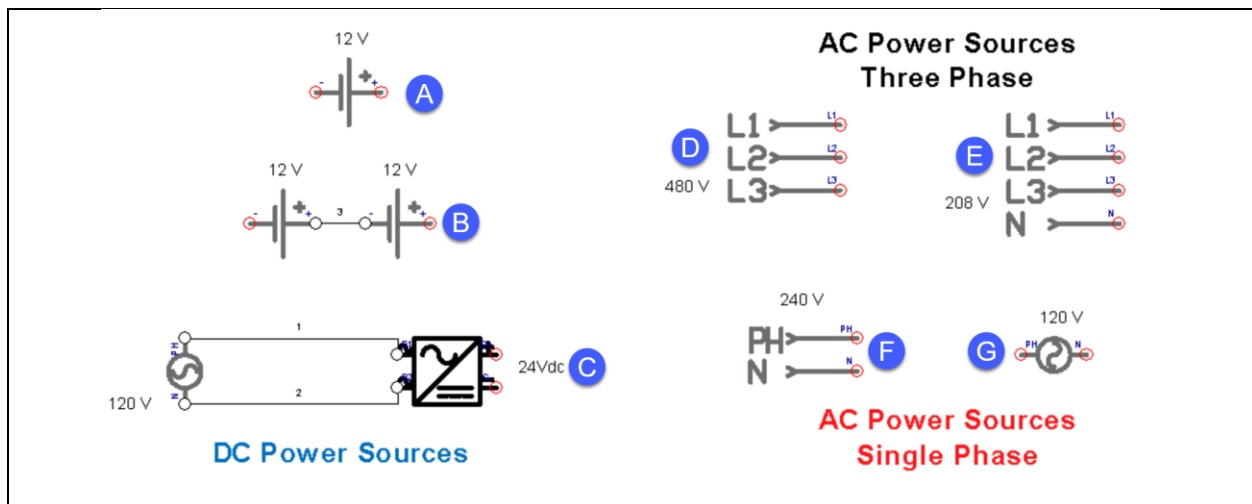 12 V
- + +
A
12 V 12 V
- + + 3 - + +
B
1
PH
N
120 V
2
24Vdc
C
DC Power Sources
AC Power Sources
Three Phase
L1 L1
L2 L2
L3 L3
D
480 V
L1 L1
L2 L2
L3 L3
N N
E
208 V
240 V
PH PH
N N
F
120 V
G
PH N
AC Power Sources
Single Phase